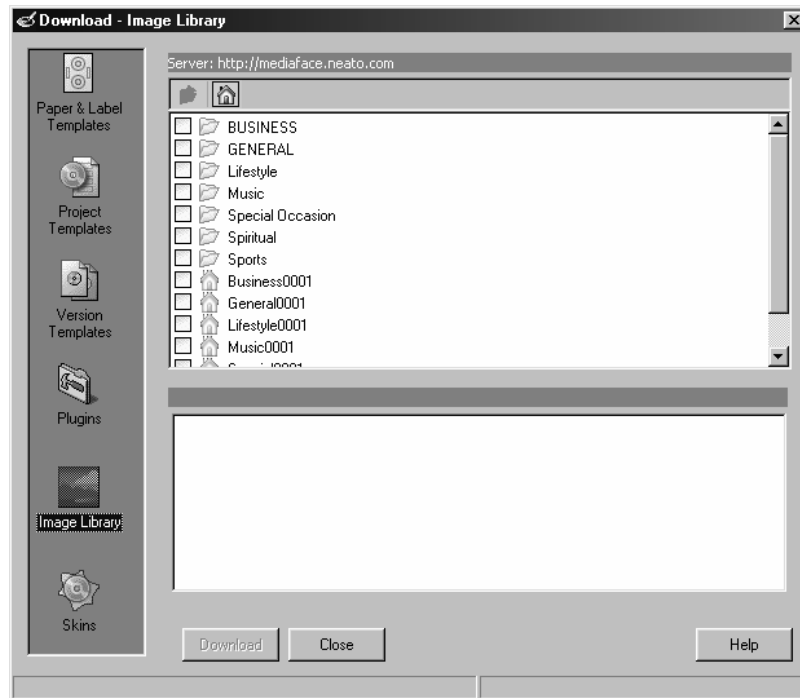 Download - Image Library
Paper & Label
Templates
Project
Templates
Version
Templates
Plugins
Image Library
Skins
Server: http://mediaface.neato.com
BUSINESS
GENERAL
Lifestyle
Music
Special Occasion
Spiritual
Sports
Business0001
General0001
Lifestyle0001
Music0001
Download
Close
Help